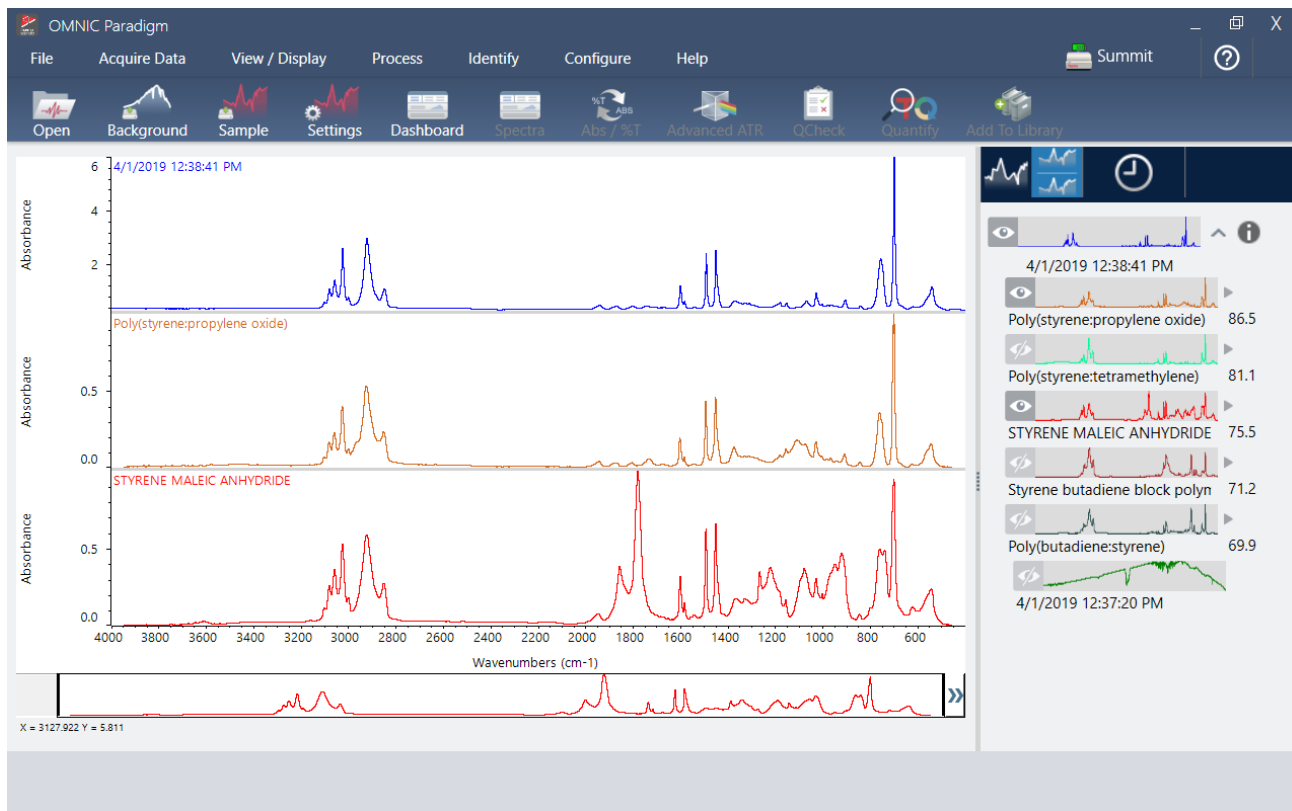 OMNIC Paradigm
_ X
File Acquire Data View / Display Process Identify Configure Help Summit ?
%T ABS
Open Background Sample Settings Dashboard Spectra Abs / %T Advanced ATR QCheck Quantify Add To Library
4/1/2019 12:38:41 PM
Absorbance
6
4
2
Poly(styrene:propylene oxide)
Absorbance
0.5
0.0
STYRENE MALEIC ANHYDRIDE
Absorbance
0.5
0.0
4000 3800 3600 3400 3200 3000 2800 2600 2400 2200 2000 1800 1600 1400 1200 1000 800 600
Wavenumbers (cm-1)
X = 3127.922 Y = 5.811
i
4/1/2019 12:38:41 PM
Poly(styrene:propylene oxide) 86.5
Poly(styrene:tetramethylene) 81.1
STYRENE MALEIC ANHYDRIDE 75.5
Styrene butadiene block polym 71.2
Poly(butadiene:styrene) 69.9
4/1/2019 12:37:20 PM